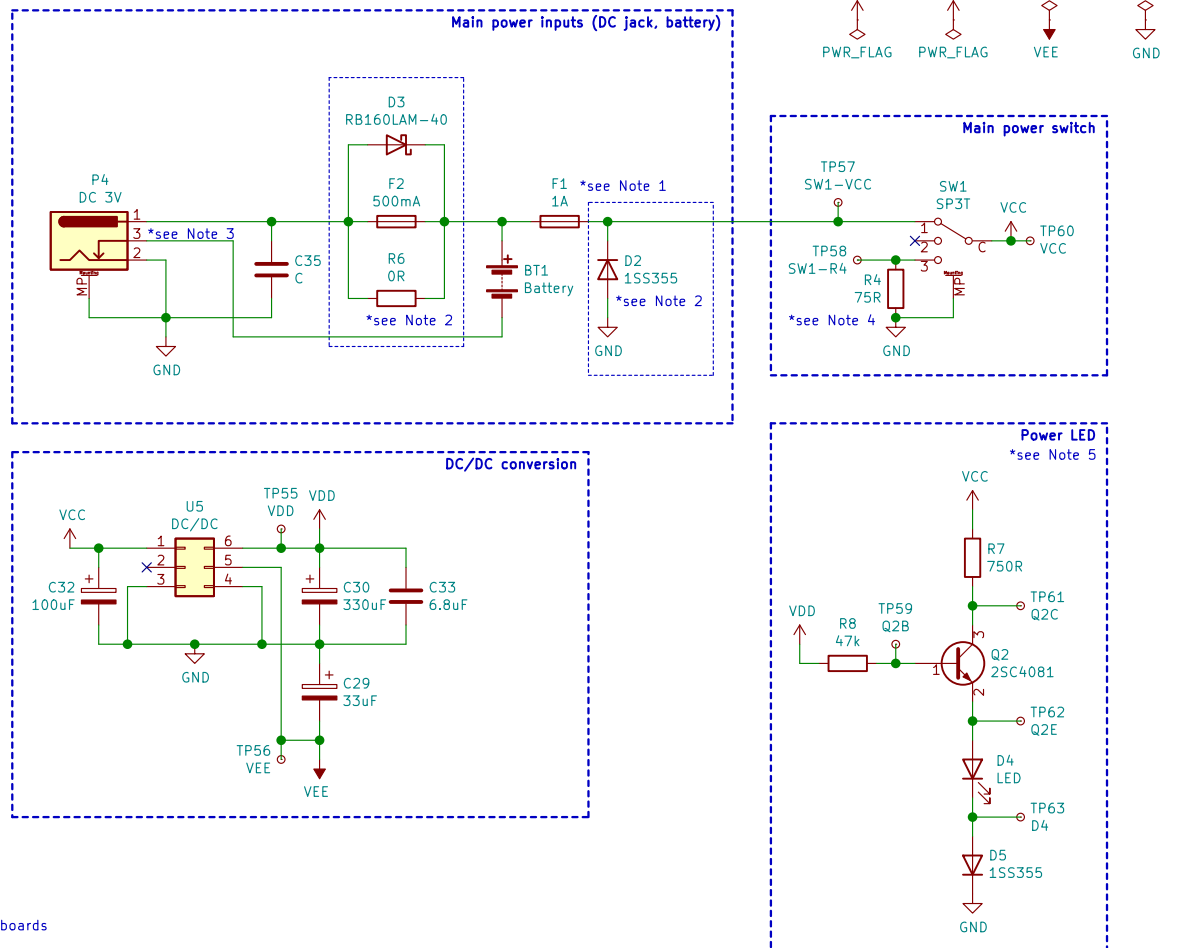 Main power inputs (DC jack, battery)
PWR_FLAG
PWR_FLAG
VEE
GND
D3
RB160LAM-40
P4
DC 3V
1
3
2
MP
*see Note 3
GND
C35
C
F2
500mA
R6
0R
*see Note 2
+
BT1
Battery
F1
1A
*see Note 1
D2
1SS355
*see Note 2
GND
Main power switch
TP57
SW1-VCC
SW1
SP3T
VCC
1
2
3
C
TP60
VCC
TP58
SW1-R4
R4
75R
MP
*see Note 4
GND
DC/DC conversion
VCC
U5
DC/DC
TP55
VDD
VDD
1
2
3
6
5
4
+
C32
100uF
+
C30
330uF
C33
6.8uF
GND
+
C29
33uF
TP56
VEE
VEE
Power LED
*see Note 5
VCC
R7
750R
TP61
Q2C
VDD
R8
47k
TP59
Q2B
3
1
2
Q2
2SC4081
TP62
Q2E
D4
LED
TP63
D4
D5
1SS355
GND
boards